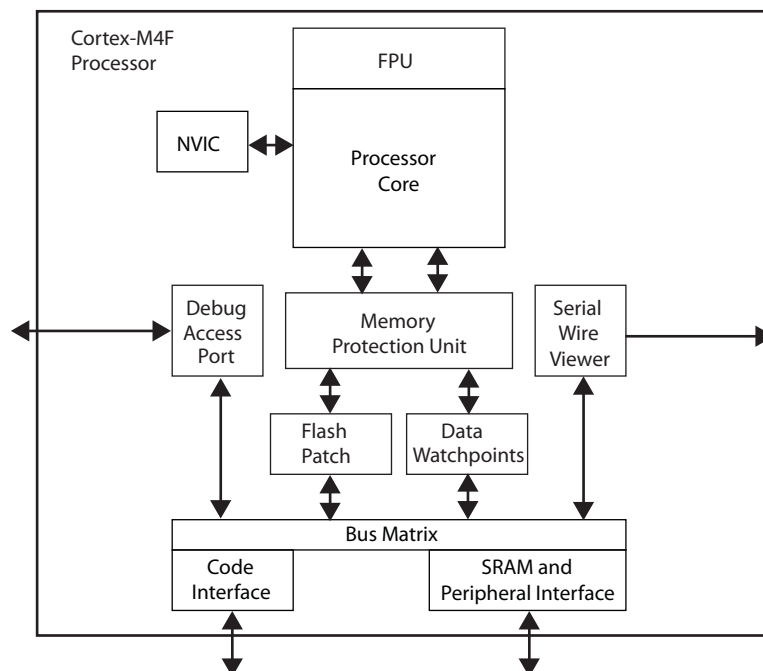 Cortex-M4F
Processor
FPU
NVIC
Processor
Core
Debug
Access
Port
Memory
Protection Unit
Serial
Wire
Viewer
Flash
Patch
Data
Watchpoints
Bus Matrix
Code
Interface
SRAM and
Peripheral Interface